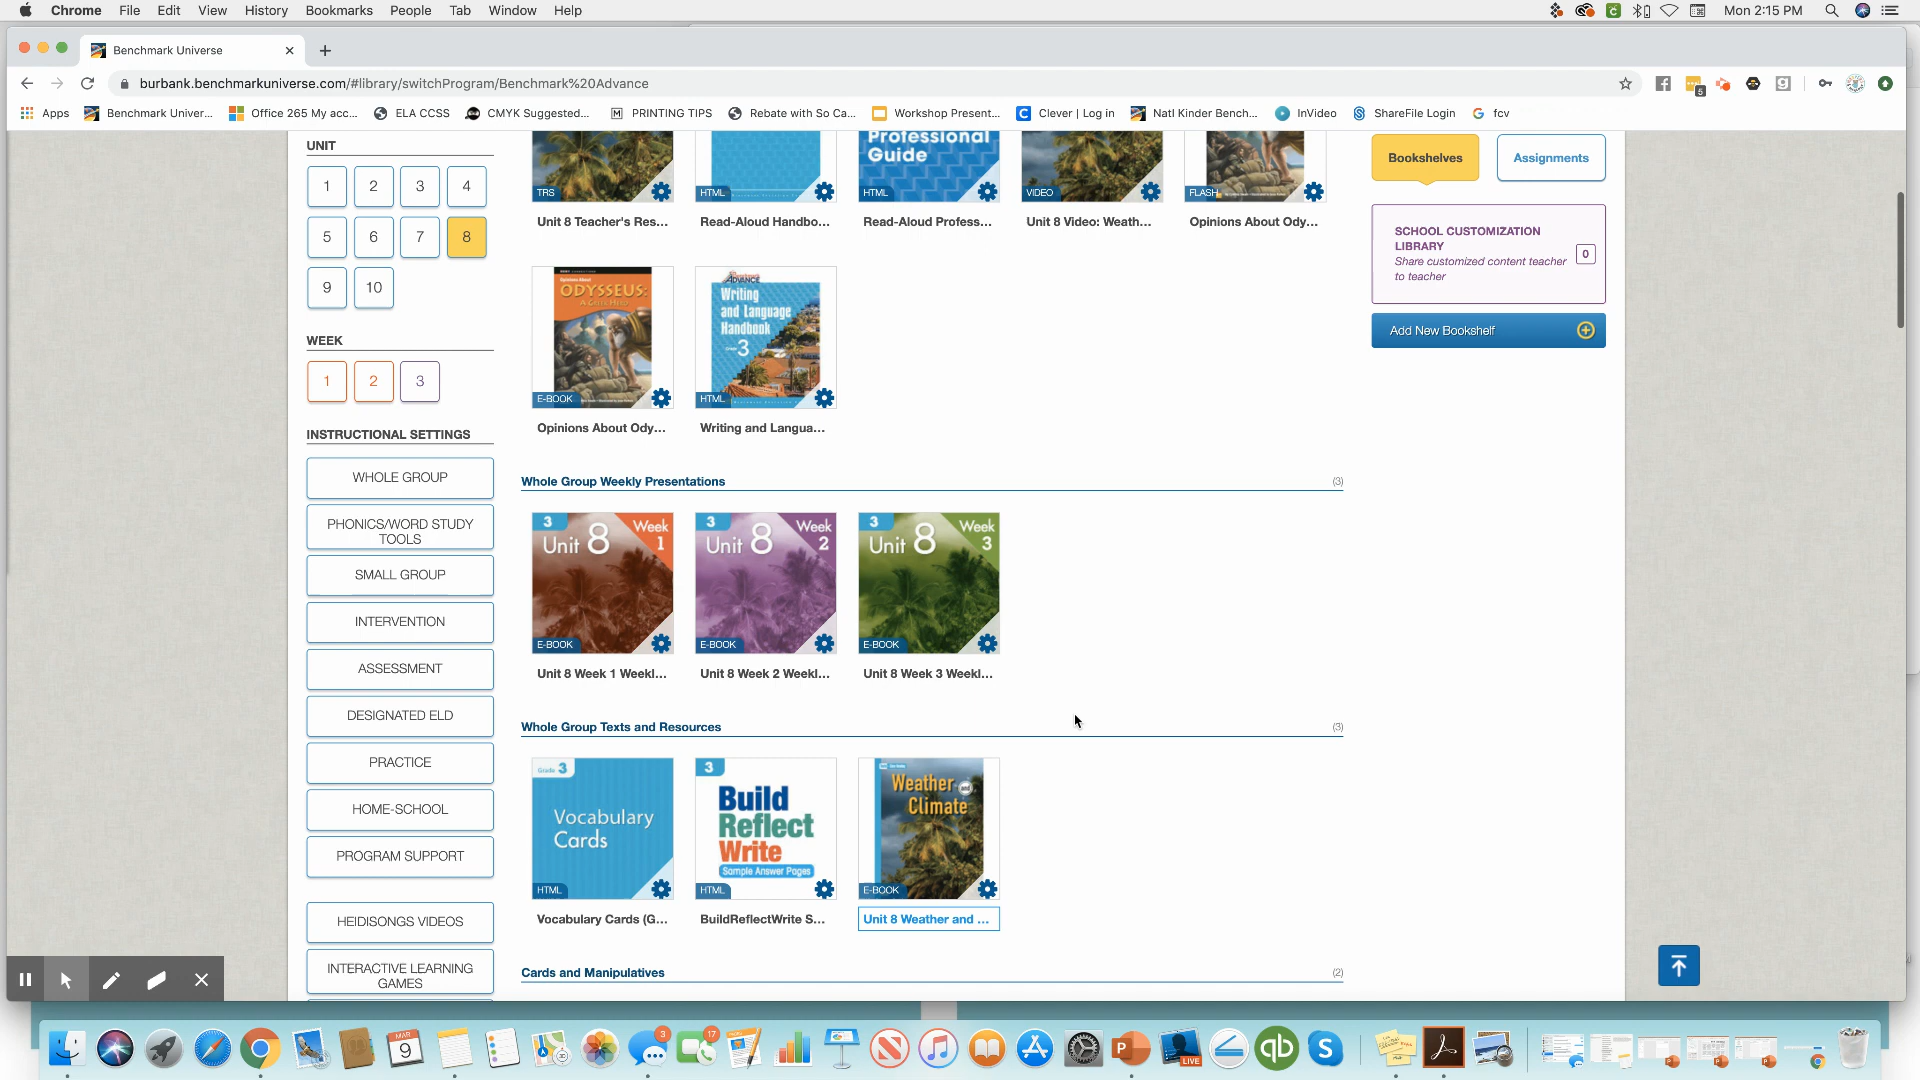 Chrome File Edit View History Bookmarks People Tab Window Help
Mon 2:15 PM
Benchmark Universe
burbank.benchmarkuniverse.com/#library/switchProgram/Benchmark%20Advance
5
Apps Benchmark Univer... Office 265 My acc... ELA CCSS CMYK Suggested... PRINTING TIPS Rebate with So Ca... Workshop Present... Clever | Log in Natl Kinder Bench... InVideo ShareFile Login fcv
UNIT
1 2 3 4
5 6 7 8
9 10
WEEK
1 2 3
INSTRUCTIONAL SETTINGS
WHOLE GROUP
PHONICS/WORD STUDY
TOOLS
SMALL GROUP
INTERVENTION
ASSESSMENT
DESIGNATED ELD
PRACTICE
HOME-SCHOOL
PROGRAM SUPPORT
HEIDISONGS VIDEOS
INTERACTIVE LEARNING
GAMES
Professional
Guide
TRS HTML HTML VIDEO FLASH
Unit 8 Teacher's Res... Read-Aloud Handbo... Read-Aloud Profess... Unit 8 Video: Weath... Opinions About Ody...
Opinions About
ODYSSEUS:
E-BOOK
ADVANCE
Writing
and Language
Handbook
3
HTML
Opinions About Ody... Writing and Langua...
Whole Group Weekly Presentations (3)
3 Unit 8 Week 1 E-BOOK
3 Unit 8 Week 2 E-BOOK
3 Unit 8 Week 3 E-BOOK
Unit 8 Week 1 Weekl... Unit 8 Week 2 Weekl... Unit 8 Week 3 Weekl...
Whole Group Texts and Resources (3)
Grade 3
Vocabulary
Cards
HTML
3
Build
Reflect
Write
Sample Answer Pages
HTML
Weather and
Climate
E-BOOK
Vocabulary Cards (G... BuildReflectWrite S... Unit 8 Weather and ...
Cards and Manipulatives (2)
Bookshelves Assignments
SCHOOL CUSTOMIZATION
LIBRARY
Share customized content teacher
to teacher
0
Add New Bookshelf
MAR
9
3
17
LIVE